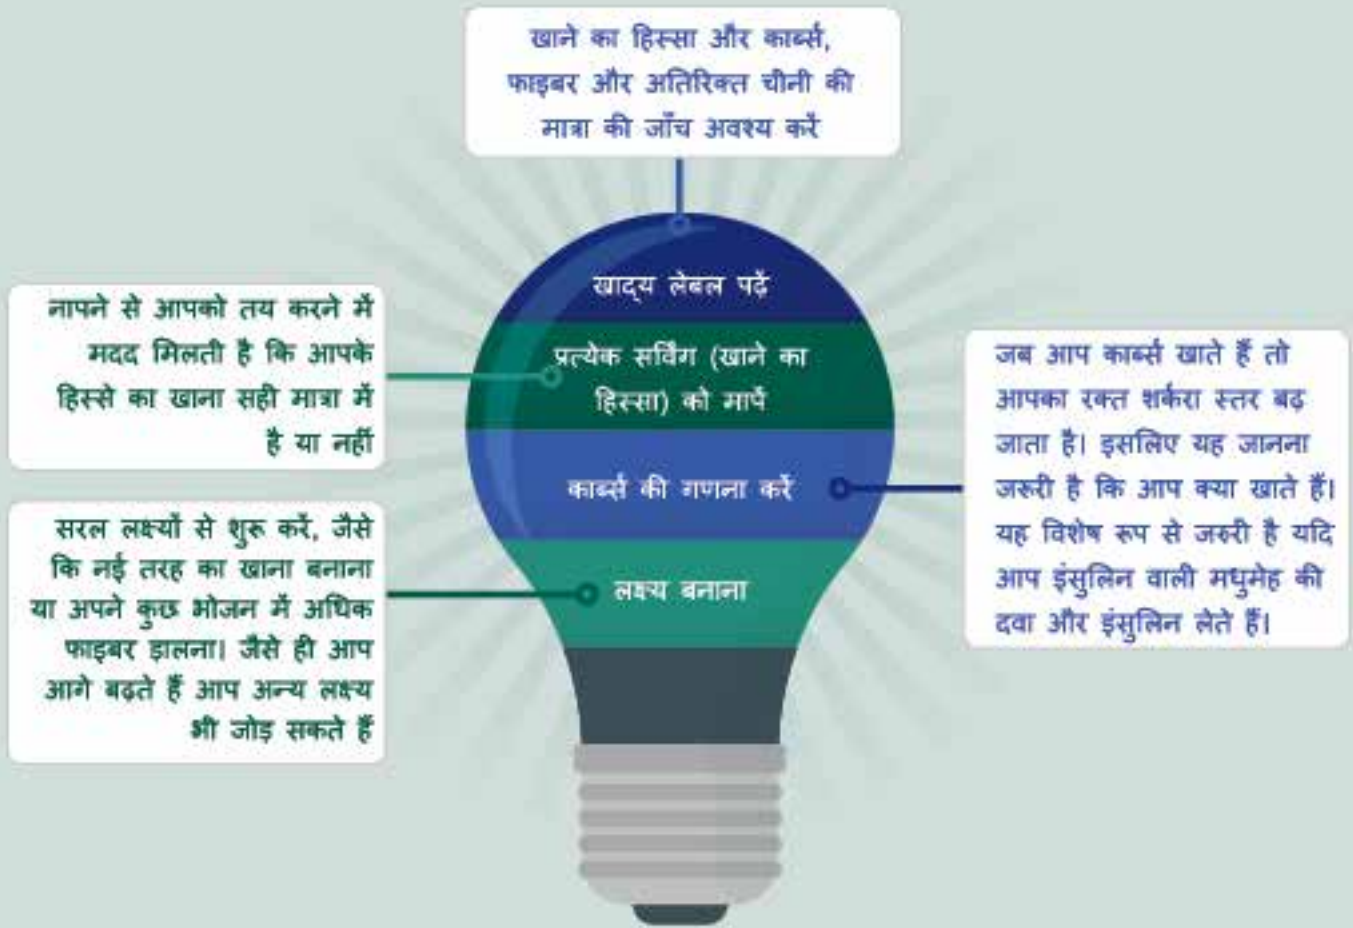 खाने का हिस्सा और कार्ब्स,
फाइबर और अतिरिक्त चीनी की
मात्रा की जाँच अवश्य करें
खाद्य लेबल पढ़ें
नापने से आपको तय करने में
मदद मिलती है कि आपके
हिस्से का खाना सही मात्रा में
है या नहीं
प्रत्येक सर्विंग (खाने का
हिस्सा) को मापें
कार्ब्स की गणना करें
जब आप कार्ब्स खाते हैं तो
आपका रक्त शर्करा स्तर बढ़
जाता है। इसलिए यह जानना
जरुरी है कि आप क्या खाते हैं।
यह विशेष रूप से जरुरी है यदि
आप इंसुलिन वाली मधुमेह की
दवा और इंसुलिन लेते हैं।
सरल लक्ष्यों से शुरू करें, जैसे
कि नई तरह का खाना बनाना
या अपने कुछ भोजन में अधिक
फाइबर डालना। जैसे ही आप
आगे बढ़ते हैं आप अन्य लक्ष्य
भी जोड़ सकते हैं
लक्ष्य बनाना